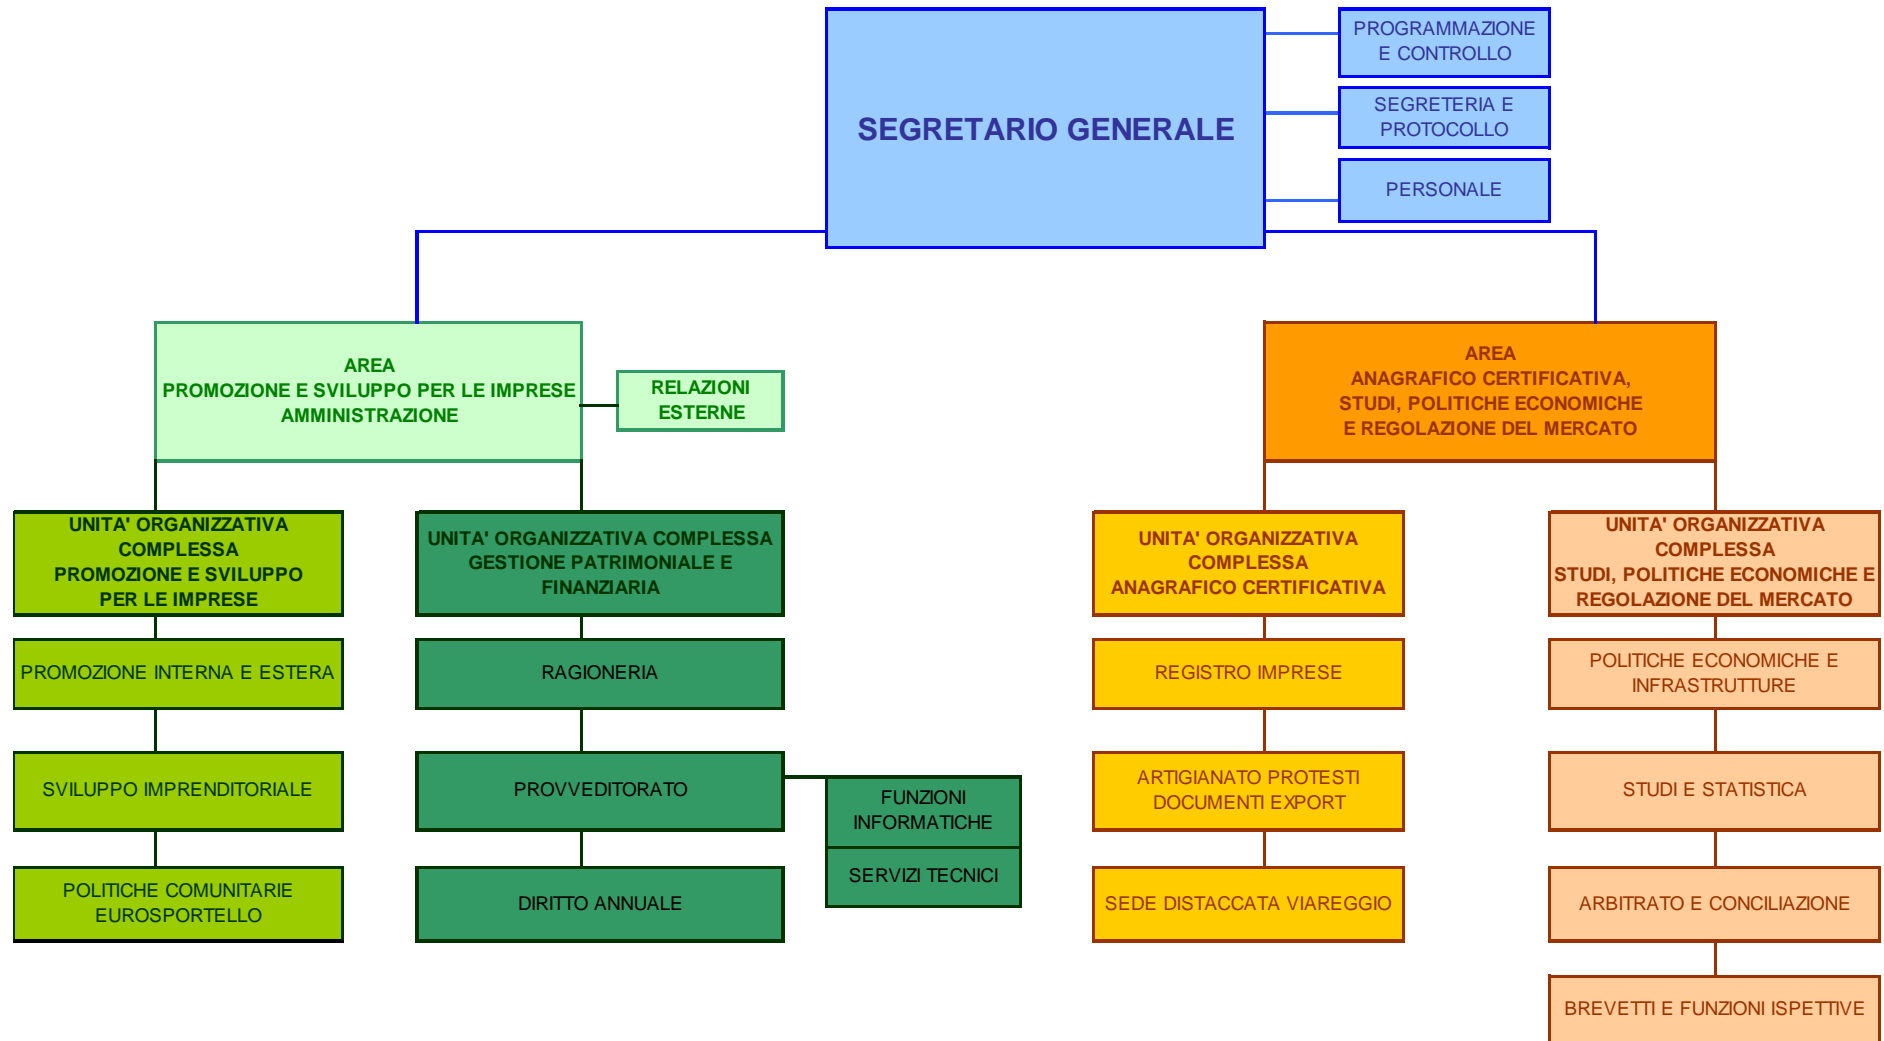 SEGRETARIO GENERALE
PROGRAMMAZIONE
E CONTROLLO
SEGRETERIA E
PROTOCOLLO
PERSONALE
AREA
PROMOZIONE E SVILUPPO PER LE IMPRESE
AMMINISTRAZIONE
RELAZIONI
ESTERNE
AREA
ANAGRAFICO CERTIFICATIVA,
STUDI, POLITICHE ECONOMICHE
E REGOLAZIONE DEL MERCATO
UNITA' ORGANIZZATIVA
COMPLESSA
PROMOZIONE E SVILUPPO
PER LE IMPRESE
PROMOZIONE INTERNA E ESTERA
SVILUPPO IMPRENDITORIALE
POLITICHE COMUNITARIE
EUROSPORTELLO
UNITA' ORGANIZZATIVA COMPLESSA
GESTIONE PATRIMONIALE E
FINANZIARIA
RAGIONERIA
PROVVEDITORATO
FUNZIONI
INFORMATICHE
SERVIZI TECNICI
DIRITTO ANNUALE
UNITA' ORGANIZZATIVA
COMPLESSA
ANAGRAFICO CERTIFICATIVA
REGISTRO IMPRESE
ARTIGIANATO PROTESTI
DOCUMENTI EXPORT
SEDE DISTACCATA VIAREGGIO
UNITA' ORGANIZZATIVA
COMPLESSA
STUDI, POLITICHE ECONOMICHE E
REGOLAZIONE DEL MERCATO
POLITICHE ECONOMICHE E
INFRASTRUTTURE
STUDI E STATISTICA
ARBITRATO E CONCILIAZIONE
BREVETTI E FUNZIONI ISPETTIVE